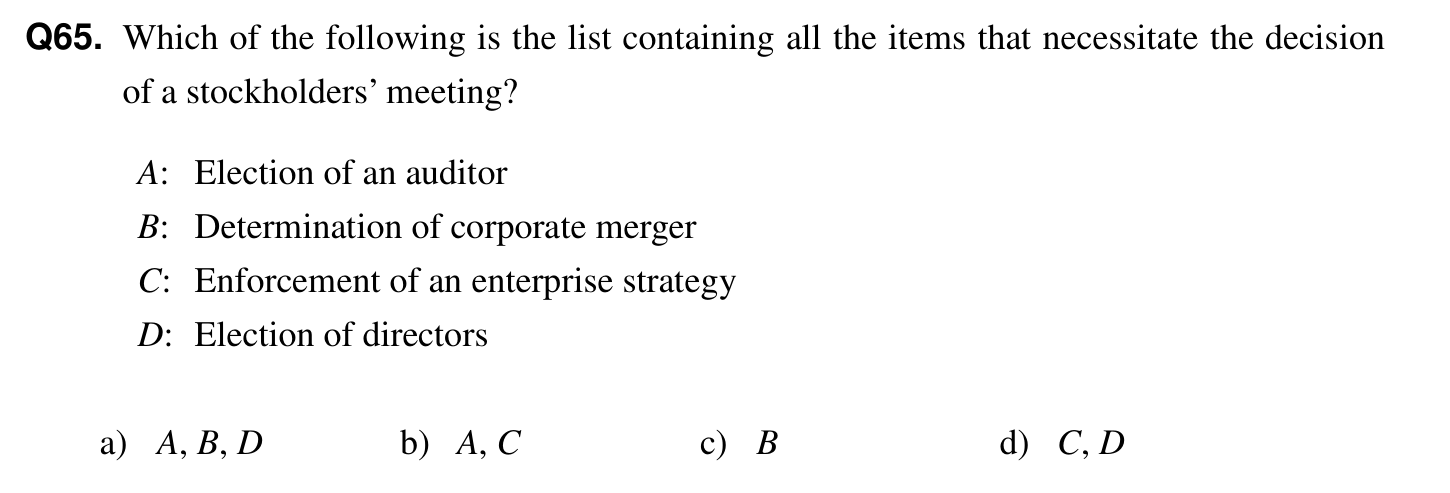 Q65. Which of the following is the list containing all the items that necessitate the decision
of a stockholders’ meeting?
A: Election of an auditor
B: Determination of corporate merger
C: Enforcement of an enterprise strategy
D: Election of directors
a) A, B, D b) A, C c) B d) C, D